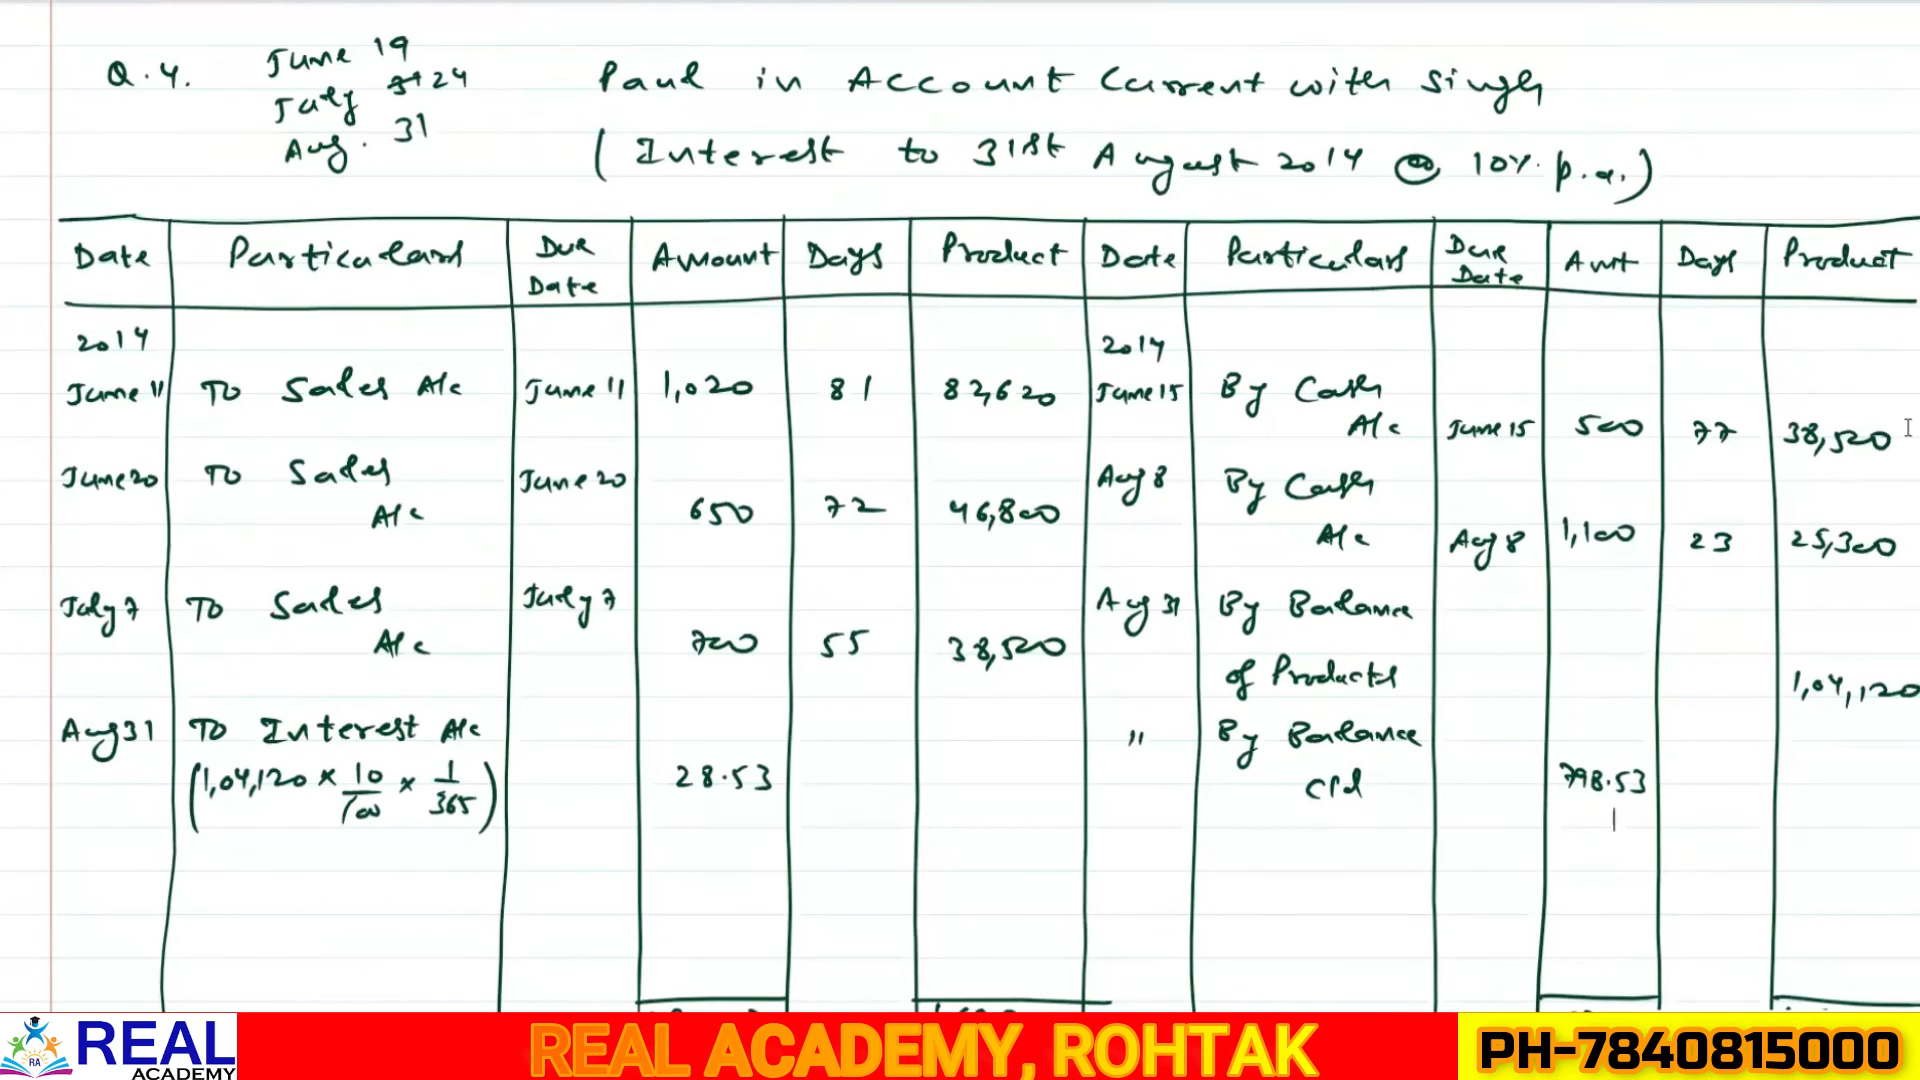 Q.4.
June 19
July 31 24
Aug. 31
Paul in Account Current with Singh
(Interest to 31st August 2014 @ 10% p.a.)
Date Particulars Due Date Amount Days Product Date Particulars Due Date Amt Days Product
2014 2014
June 11 To Sales A/c June 11 1,020 81 82,620 June 15 By Cash A/c June 15 500 77 38,500
June 20 To Sales A/c June 20 650 72 46,800 Aug 8 By Cash A/c Aug 8 1,100 23 25,300
July 7 To Sales A/c July 7 700 55 38,500 Aug 31 By Balance of Products 1,04,120
Aug 31 To Interest A/c (1,04,120 × 10/100 × 1/365) 28.53 " By Balance c/d 798.53
REAL ACADEMY
RA
REAL ACADEMY, ROHTAK
PH-7840815000